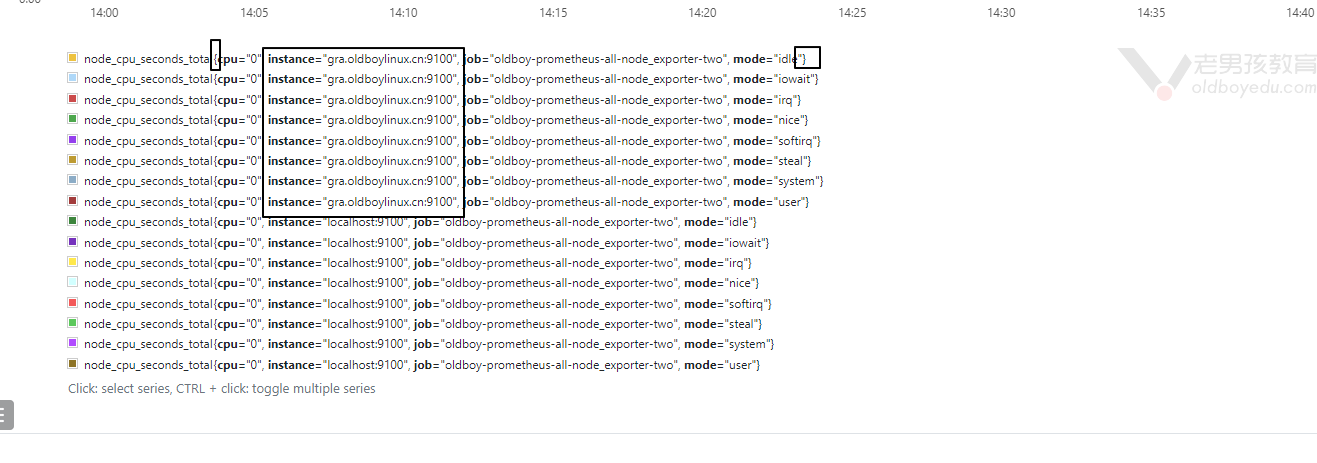 0.00
14:00 14:05 14:10 14:15 14:20 14:25 14:30 14:35 14:40
node_cpu_seconds_total{cpu="0", instance="gra.oldboylinux.cn:9100", job="oldboy-prometheus-all-node_exporter-two", mode="idle"}
node_cpu_seconds_total{cpu="0", instance="gra.oldboylinux.cn:9100", job="oldboy-prometheus-all-node_exporter-two", mode="iowait"}
node_cpu_seconds_total{cpu="0", instance="gra.oldboylinux.cn:9100", job="oldboy-prometheus-all-node_exporter-two", mode="irq"}
node_cpu_seconds_total{cpu="0", instance="gra.oldboylinux.cn:9100", job="oldboy-prometheus-all-node_exporter-two", mode="nice"}
node_cpu_seconds_total{cpu="0", instance="gra.oldboylinux.cn:9100", job="oldboy-prometheus-all-node_exporter-two", mode="softirq"}
node_cpu_seconds_total{cpu="0", instance="gra.oldboylinux.cn:9100", job="oldboy-prometheus-all-node_exporter-two", mode="steal"}
node_cpu_seconds_total{cpu="0", instance="gra.oldboylinux.cn:9100", job="oldboy-prometheus-all-node_exporter-two", mode="system"}
node_cpu_seconds_total{cpu="0", instance="gra.oldboylinux.cn:9100", job="oldboy-prometheus-all-node_exporter-two", mode="user"}
node_cpu_seconds_total{cpu="0", instance="localhost:9100", job="oldboy-prometheus-all-node_exporter-two", mode="idle"}
node_cpu_seconds_total{cpu="0", instance="localhost:9100", job="oldboy-prometheus-all-node_exporter-two", mode="iowait"}
node_cpu_seconds_total{cpu="0", instance="localhost:9100", job="oldboy-prometheus-all-node_exporter-two", mode="irq"}
node_cpu_seconds_total{cpu="0", instance="localhost:9100", job="oldboy-prometheus-all-node_exporter-two", mode="nice"}
node_cpu_seconds_total{cpu="0", instance="localhost:9100", job="oldboy-prometheus-all-node_exporter-two", mode="softirq"}
node_cpu_seconds_total{cpu="0", instance="localhost:9100", job="oldboy-prometheus-all-node_exporter-two", mode="steal"}
node_cpu_seconds_total{cpu="0", instance="localhost:9100", job="oldboy-prometheus-all-node_exporter-two", mode="system"}
node_cpu_seconds_total{cpu="0", instance="localhost:9100", job="oldboy-prometheus-all-node_exporter-two", mode="user"}
Click: select series, CTRL + click: toggle multiple series
老男孩教育
oldboyedu.com